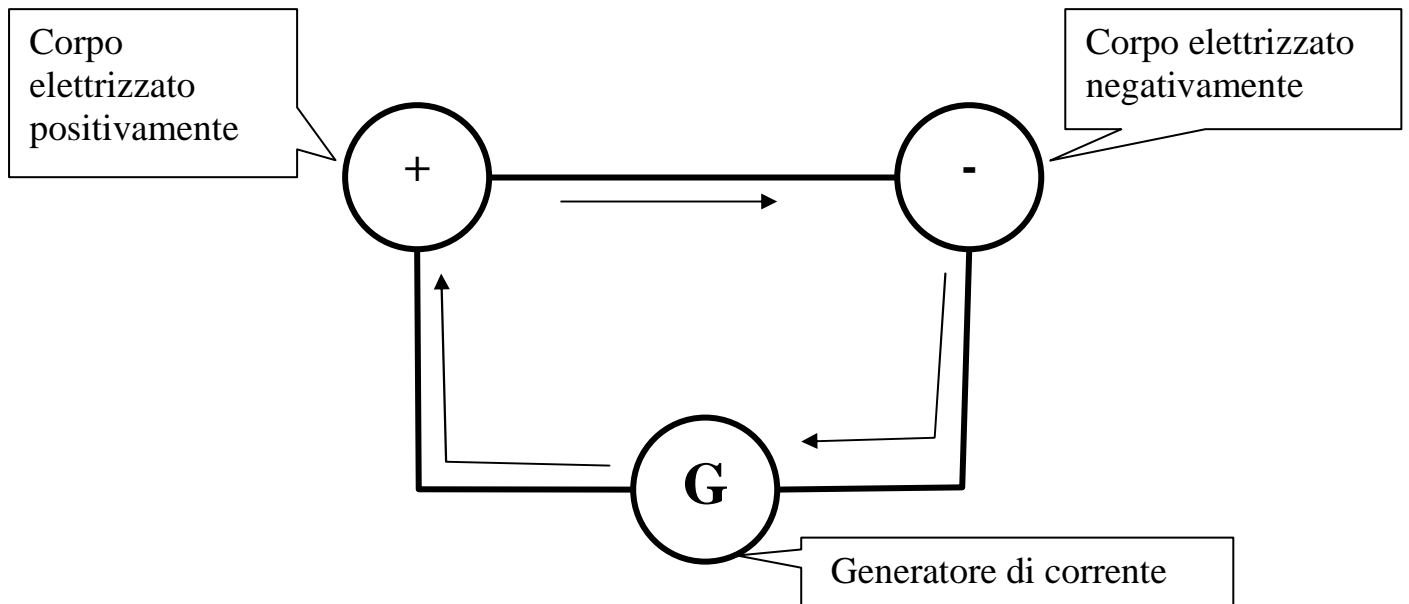 Corpo
elettrizzato
positivamente
Corpo elettrizzato
negativamente
+
-
G
Generatore di corrente